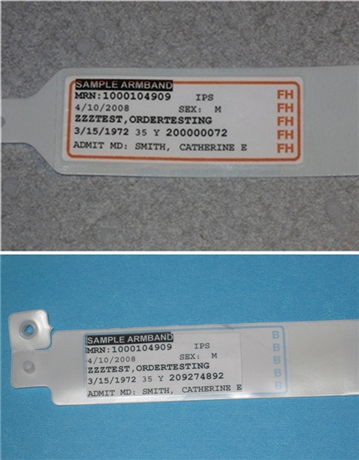 SAMPLE ARMBAND
MRN:1000104909 IPS FH
4/10/2008 SEX: M FH
ZZZTEST,ORDERTESTING FH
3/15/1972 35 Y 200000072 FH
ADMIT MD: SMITH, CATHERINE E FH
SAMPLE ARMBAND B
MRN:1000104909 IPS B
4/10/2008 SEX: M B
ZZZTEST,ORDERTESTING B
3/15/1972 35 Y 209274892 B
ADMIT MD: SMITH, CATHERINE E